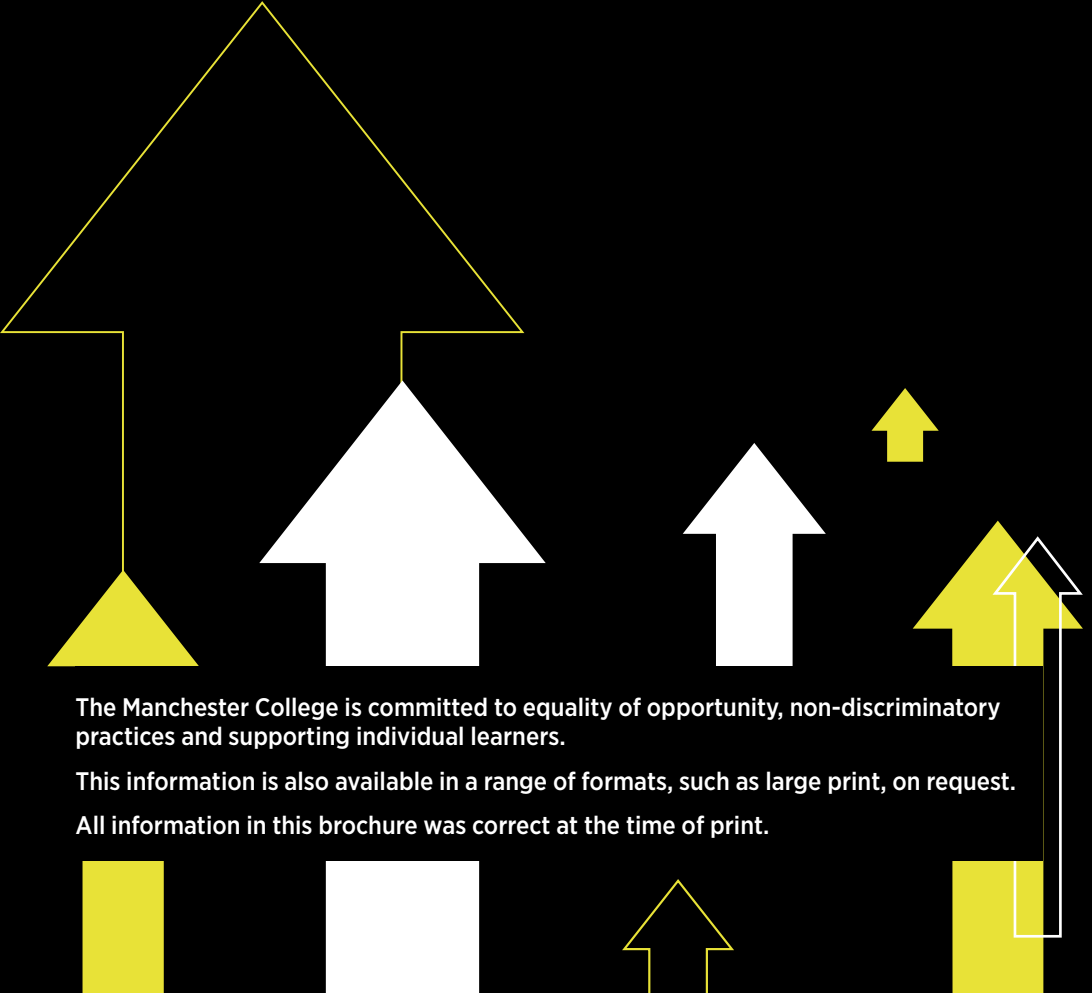 The Manchester College is committed to equality of opportunity, non-discriminatory
practices and supporting individual learners.
This information is also available in a range of formats, such as large print, on request.
All information in this brochure was correct at the time of print.